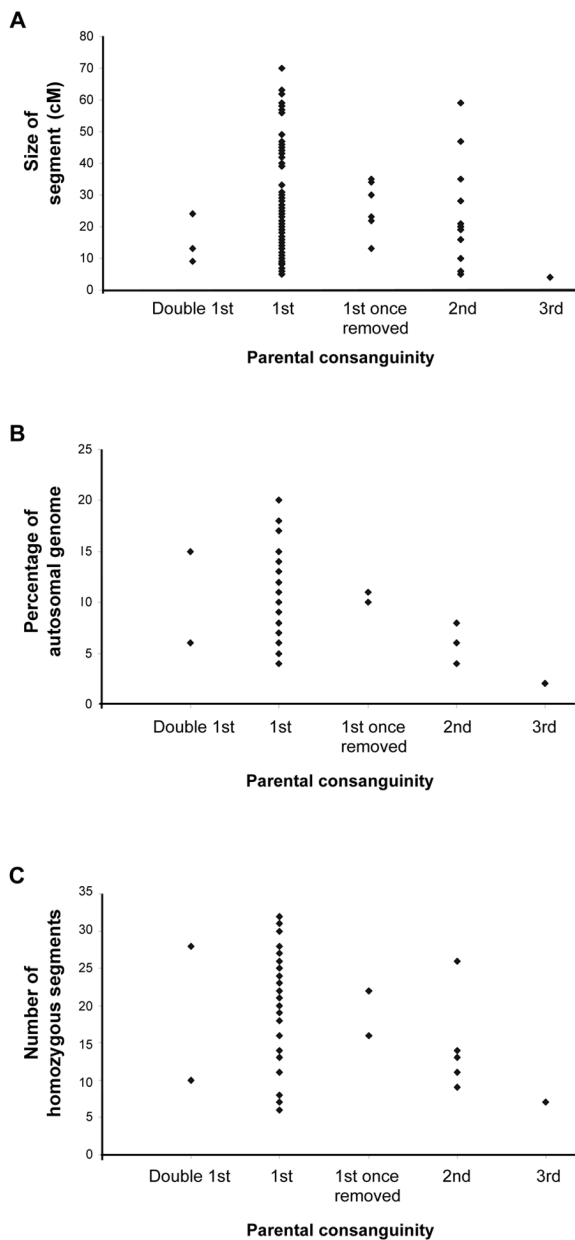 A
Size of
segment (cM)
80
70
60
50
40
30
20
10
0
Double 1st 1st 1st once 2nd 3rd
removed
Parental consanguinity
B
Percentage of
autosomal genome
25
20
15
10
5
0
Double 1st 1st 1st once 2nd 3rd
removed
Parental consanguinity
C
Number of
homozygous segments
35
30
25
20
15
10
5
0
Double 1st 1st 1st once 2nd 3rd
removed
Parental consanguinity